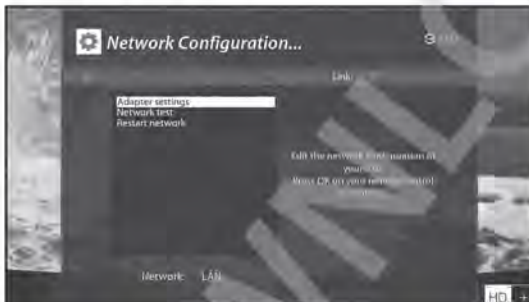 Network Configuration...
Link:
Adapter settings
Network test
Restart network
Edit the network configuration of
your
Press OK on your remote control
Network: LAN
HD